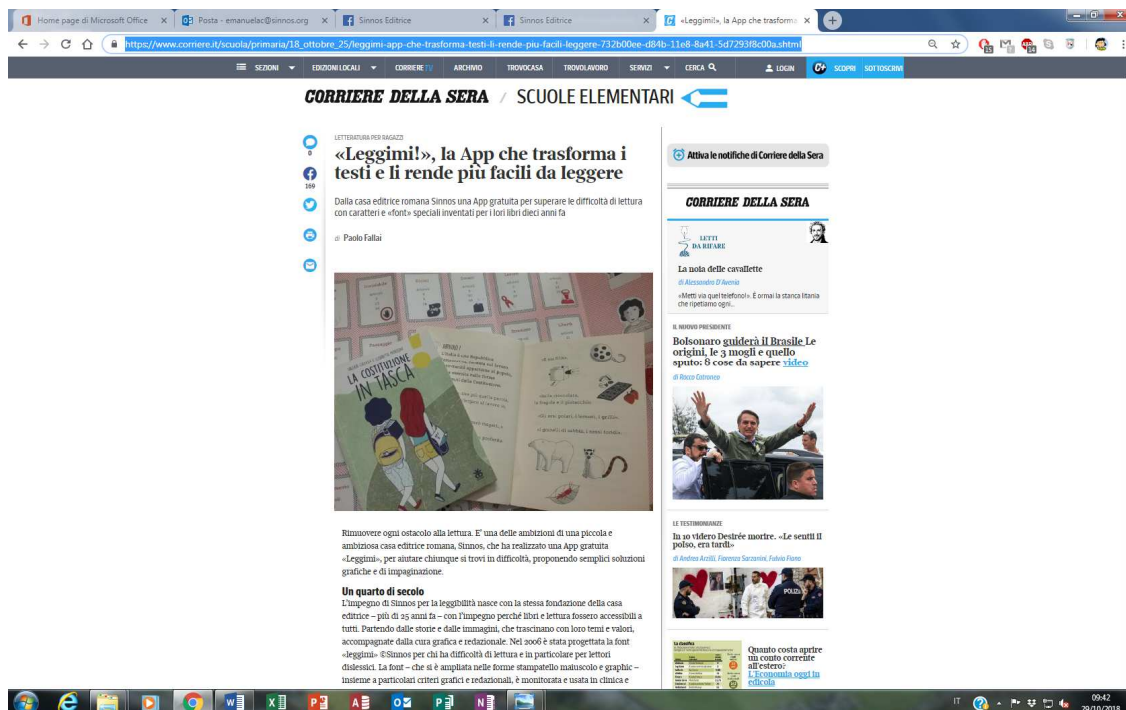 Home page di Microsoft Office
Posta - emanuelac@sinnos.org
Sinnos Editrice
Sinnos Editrice
«Leggimi!», la App che trasforma
https://www.corriere.it/scuola/primaria/18_ottobre_25/leggimi-app-che-trasforma-testi-li-rende-piu-facili-leggere-732b00ee-d84b-11e8-8a41-5d7293f8c00a.shtml
SEZIONI EDIZIONI LOCALI CORRIERE TV ARCHIVIO TROVOCASA TROVOLAVORO SERVIZI CERCA LOGIN SCOPRI SOTTOSCRIVI
CORRIERE DELLA SERA / SCUOLE ELEMENTARI
0
169
LETTERATURA PER RAGAZZI
«Leggimi!», la App che trasforma i
testi e li rende più facili da leggere
Dalla casa editrice romana Sinnos una App gratuita per superare le difficoltà di lettura
con caratteri e «font» speciali inventati per i lori libri dieci anni fa
di Paolo Fallai
LA COSTITUZIONE
IN TASCA
Rimuovere ogni ostacolo alla lettura. E' una delle ambizioni di una piccola e
ambiziosa casa editrice romana, Sinnos, che ha realizzato una App gratuita
«Leggimi», per aiutare chiunque si trovi in difficoltà, proponendo semplici soluzioni
grafiche e di impaginazione.
Un quarto di secolo
L'impegno di Sinnos per la leggibilità nasce con la stessa fondazione della casa
editrice – più di 25 anni fa – con l'impegno perché libri e lettura fossero accessibili a
tutti. Partendo dalle storie e dalle immagini, che trascinano con loro temi e valori,
accompagnate dalla cura grafica e redazionale. Nel 2006 è stata progettata la font
«leggimi» ©Sinnos per chi ha difficoltà di lettura e in particolare per lettori
dislessici. La font – che si è ampliata nelle forme stampatello maiuscolo e graphic –
insieme a particolari criteri grafici e redazionali, è monitorata e usata in clinica e
Attiva le notifiche di Corriere della Sera
CORRIERE DELLA SERA
LETTI
DA RIFARE
La noia delle cavallette
di Alessandro D'Avenia
«Metti via quel telefono!». È ormai la stanca litania
che ripetiamo ogni...
IL NUOVO PRESIDENTE
Bolsonaro guiderà il Brasile Le
origini, le 3 mogli e quello
sputo: 8 cose da sapere video
di Rocco Cotroneo
LE TESTIMONIANZE
In 10 videro Desirée morire. «Le sentii il
polso, era tardi»
di Andrea Arzilli, Fiorenza Sarzanini, Fulvio Fiano
POLIZIA
La classifica
Quanto costa aprire
un conto corrente
all'estero?
L'Economia oggi in
edicola
IT
09:42
29/10/2018